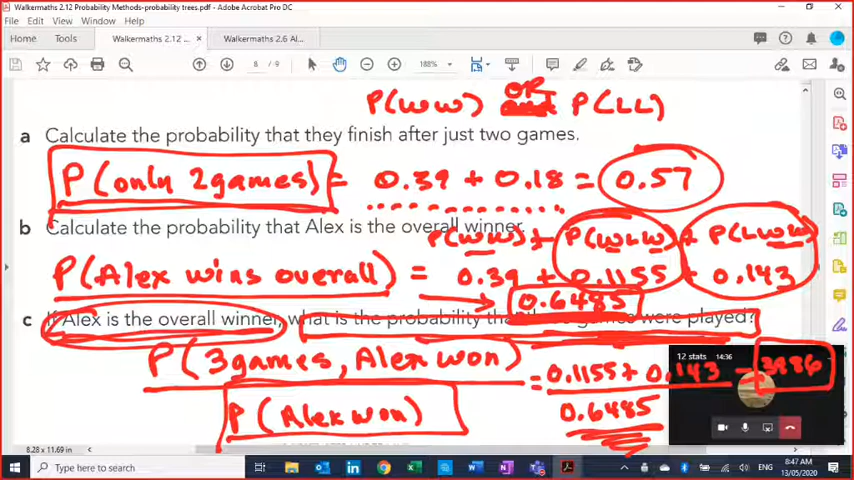 Walkermaths 2.12 Probability Methods-probability trees.pdf - Adobe Acrobat Pro DC
File Edit View Window Help
Home Tools Walkermaths 2.12 ... × Walkermaths 2.6 Al...
8 / 9 188%
P(WW) OR P(LL)
a Calculate the probability that they finish after just two games.
P(only 2games) = 0.39 + 0.18 = 0.57
b Calculate the probability that Alex is the overall winner.
P(WW) + P(WLW) + P(LWW)
P(Alex wins overall) = 0.39 + 0.1155 + 0.143
0.6485
c If Alex is the overall winner, what is the probability that games were played?
P(3games, Alex won) = 0.1155 + 0.143 =
P(Alex won) 0.6485
12 stats 14:36
8.28 x 11.69 in
Type here to search
ENG 8:47 AM
13/05/2020